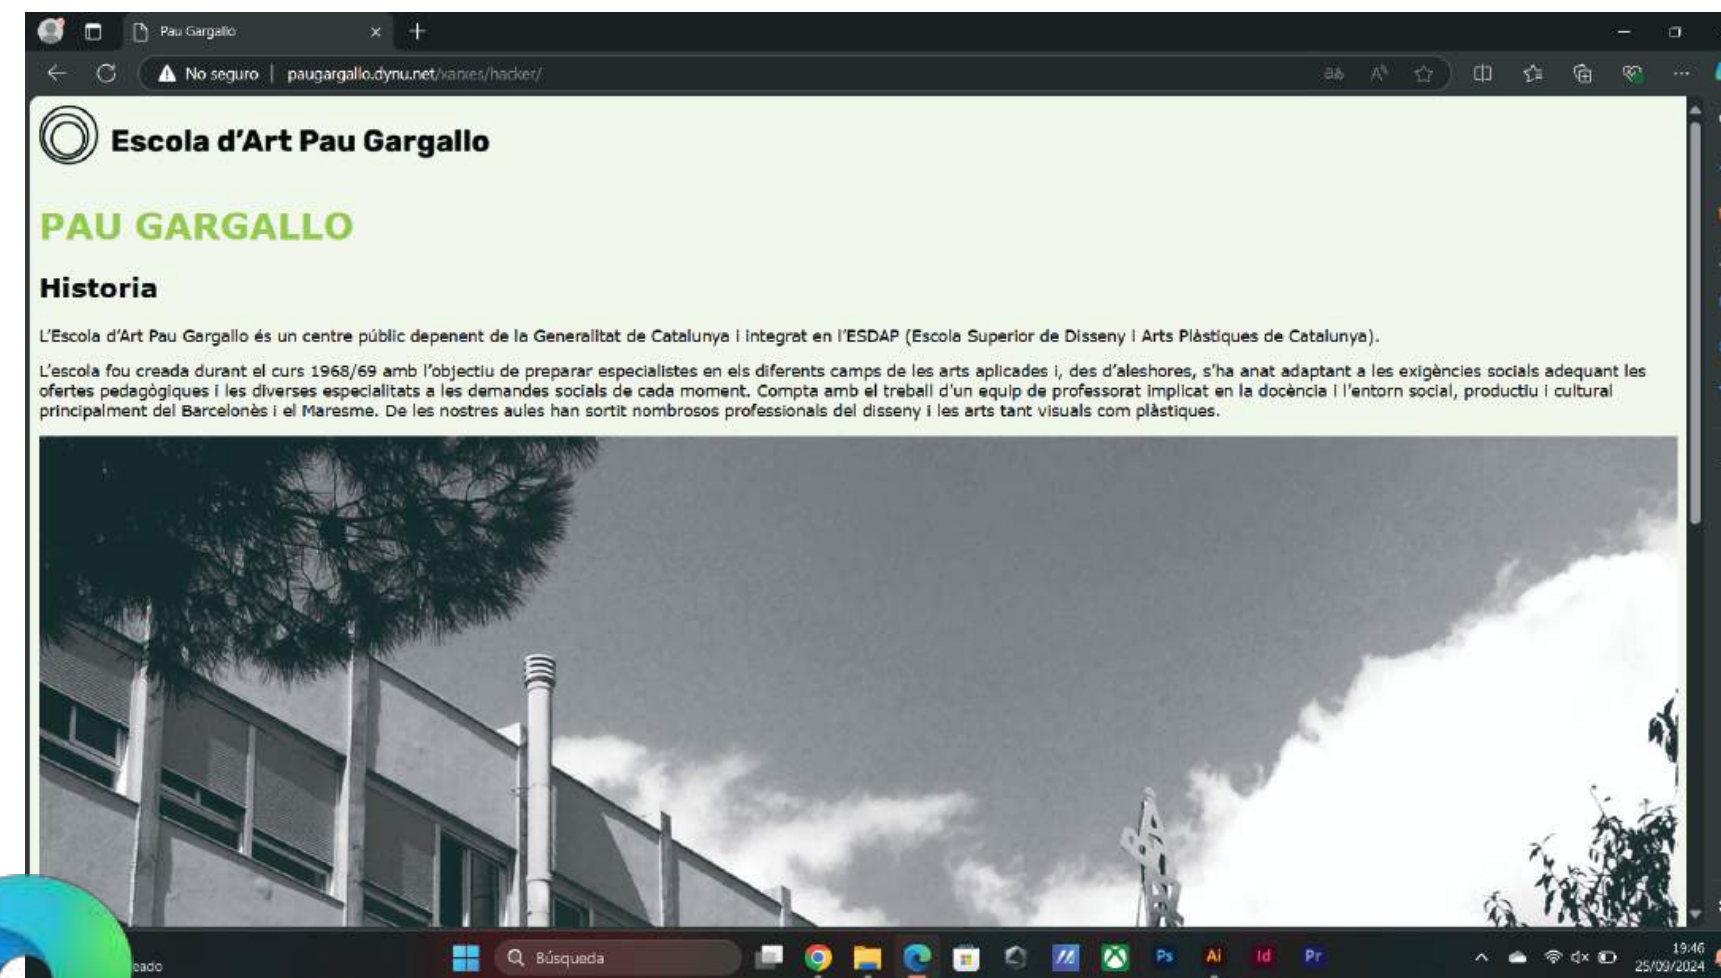 Pau Gargallo
No seguro | paugargallo.dynu.net/xarxes/hacker/
Escola d'Art Pau Gargallo
PAU GARGALLO
Historia
L'Escola d'Art Pau Gargallo és un centre públic depenent de la Generalitat de Catalunya i integrat en l'ESDAP (Escola Superior de Disseny i Arts Plàstiques de Catalunya).
L'escola fou creada durant el curs 1968/69 amb l'objectiu de preparar especialistes en els diferents camps de les arts aplicades i, des d'aleshores, s'ha anat adaptant a les exigències socials adequant les
ofertes pedagògiques i les diverses especialitats a les demandes socials de cada moment. Compta amb el treball d'un equip de professorat implicat en la docència i l'entorn social, productiu i cultural
principalment del Barcelonès i el Maresme. De les nostres aules han sortit nombrosos professionals del disseny i les arts tant visuals com plàstiques.
eado
Búsqueda
Ps
Ai
Id
Pr
19:46
25/09/2024